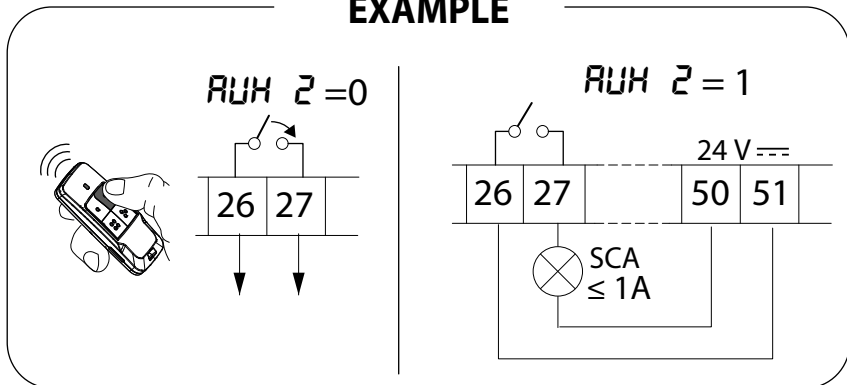 EXAMPLE
AUX 2 =0
26 27
AUX 2 = 1
24 V ⎓
26 27 50 51
SCA
≤ 1A